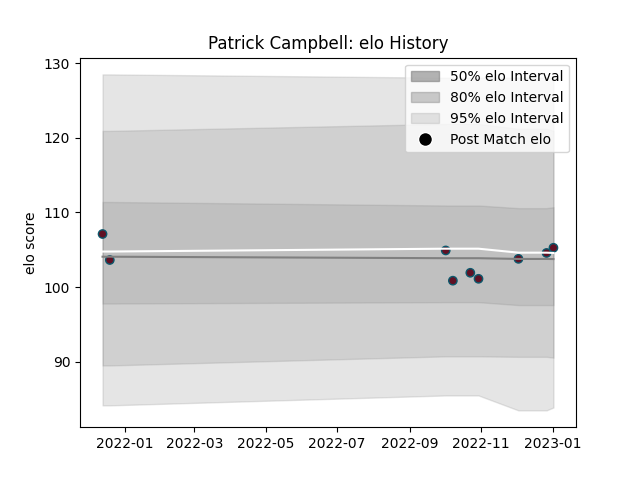 Patrick Campbell: elo History
130
120
110
100
90
elo score
50% elo Interval
80% elo Interval
95% elo Interval
Post Match elo
2022-01
2022-03
2022-05
2022-07
2022-09
2022-11
2023-01